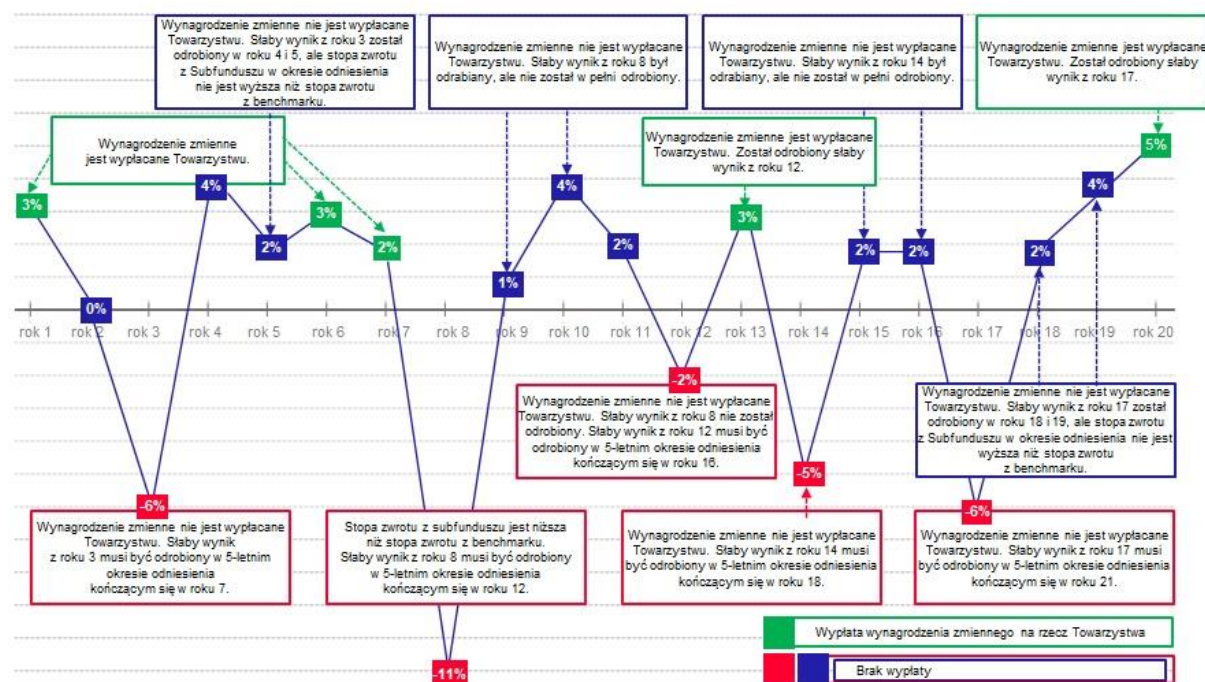 Wynagrodzenie zmienne nie jest wypłacane
Towarzystwu. Słaby wynik z roku 3 został
odrobiony w roku 4 i 5, ale stopa zwrotu
z Subfunduszu w okresie odniesienia
nie jest wyższa niż stopa zwrotu
z benchmarku.
Wynagrodzenie zmienne nie jest wypłacane
Towarzystwu. Słaby wynik z roku 8 był
odrabiany, ale nie został w pełni odrobiony.
Wynagrodzenie zmienne nie jest wypłacane
Towarzystwu. Słaby wynik z roku 14 był
odrabiany, ale nie został w pełni odrobiony.
Wynagrodzenie zmienne jest wypłacane
Towarzystwu. Został odrobiony słaby
wynik z roku 17.
Wynagrodzenie zmienne
jest wypłacane Towarzystwu.
Wynagrodzenie zmienne jest wypłacane
Towarzystwu. Został odrobiony słaby
wynik z roku 12.
3%
0%
-6%
4%
2%
3%
2%
-11%
1%
4%
2%
-2%
3%
-5%
2%
2%
-6%
2%
4%
5%
rok 1 rok 2 rok 3 rok 4 rok 5 rok 6 rok 7 rok 8 rok 9 rok 10 rok 11 rok 12 rok 13 rok 14 rok 15 rok 16 rok 17 rok 18 rok 19 rok 20
Wynagrodzenie zmienne nie jest wypłacane
Towarzystwu. Słaby wynik z roku 8 nie został
odrobiony. Słaby wynik z roku 12 musi być
odrobiony w 5-letnim okresie odniesienia
kończącym się w roku 16.
Wynagrodzenie zmienne nie jest wypłacane
Towarzystwu. Słaby wynik z roku 17 został
odrobiony w roku 18 i 19, ale stopa zwrotu
z Subfunduszu w okresie odniesienia nie jest
wyższa niż stopa zwrotu
z benchmarku.
Wynagrodzenie zmienne nie jest wypłacane
Towarzystwu. Słaby wynik
z roku 3 musi być odrobiony w 5-letnim
okresie odniesienia
kończącym się w roku 7.
Stopa zwrotu z subfunduszu jest niższa
niż stopa zwrotu z benchmarku.
Słaby wynik z roku 8 musi być odrobiony
w 5-letnim okresie odniesienia
kończącym się w roku 12.
Wynagrodzenie zmienne nie jest wypłacane
Towarzystwu. Słaby wynik z roku 14 musi
być odrobiony w 5-letnim okresie odniesienia
kończącym się w roku 18.
Wynagrodzenie zmienne nie jest wypłacane
Towarzystwu. Słaby wynik z roku 17 musi
być odrobiony w 5-letnim okresie odniesienia
kończącym się w roku 21.
Wypłata wynagrodzenia zmiennego na rzecz Towarzystwa
Brak wypłaty